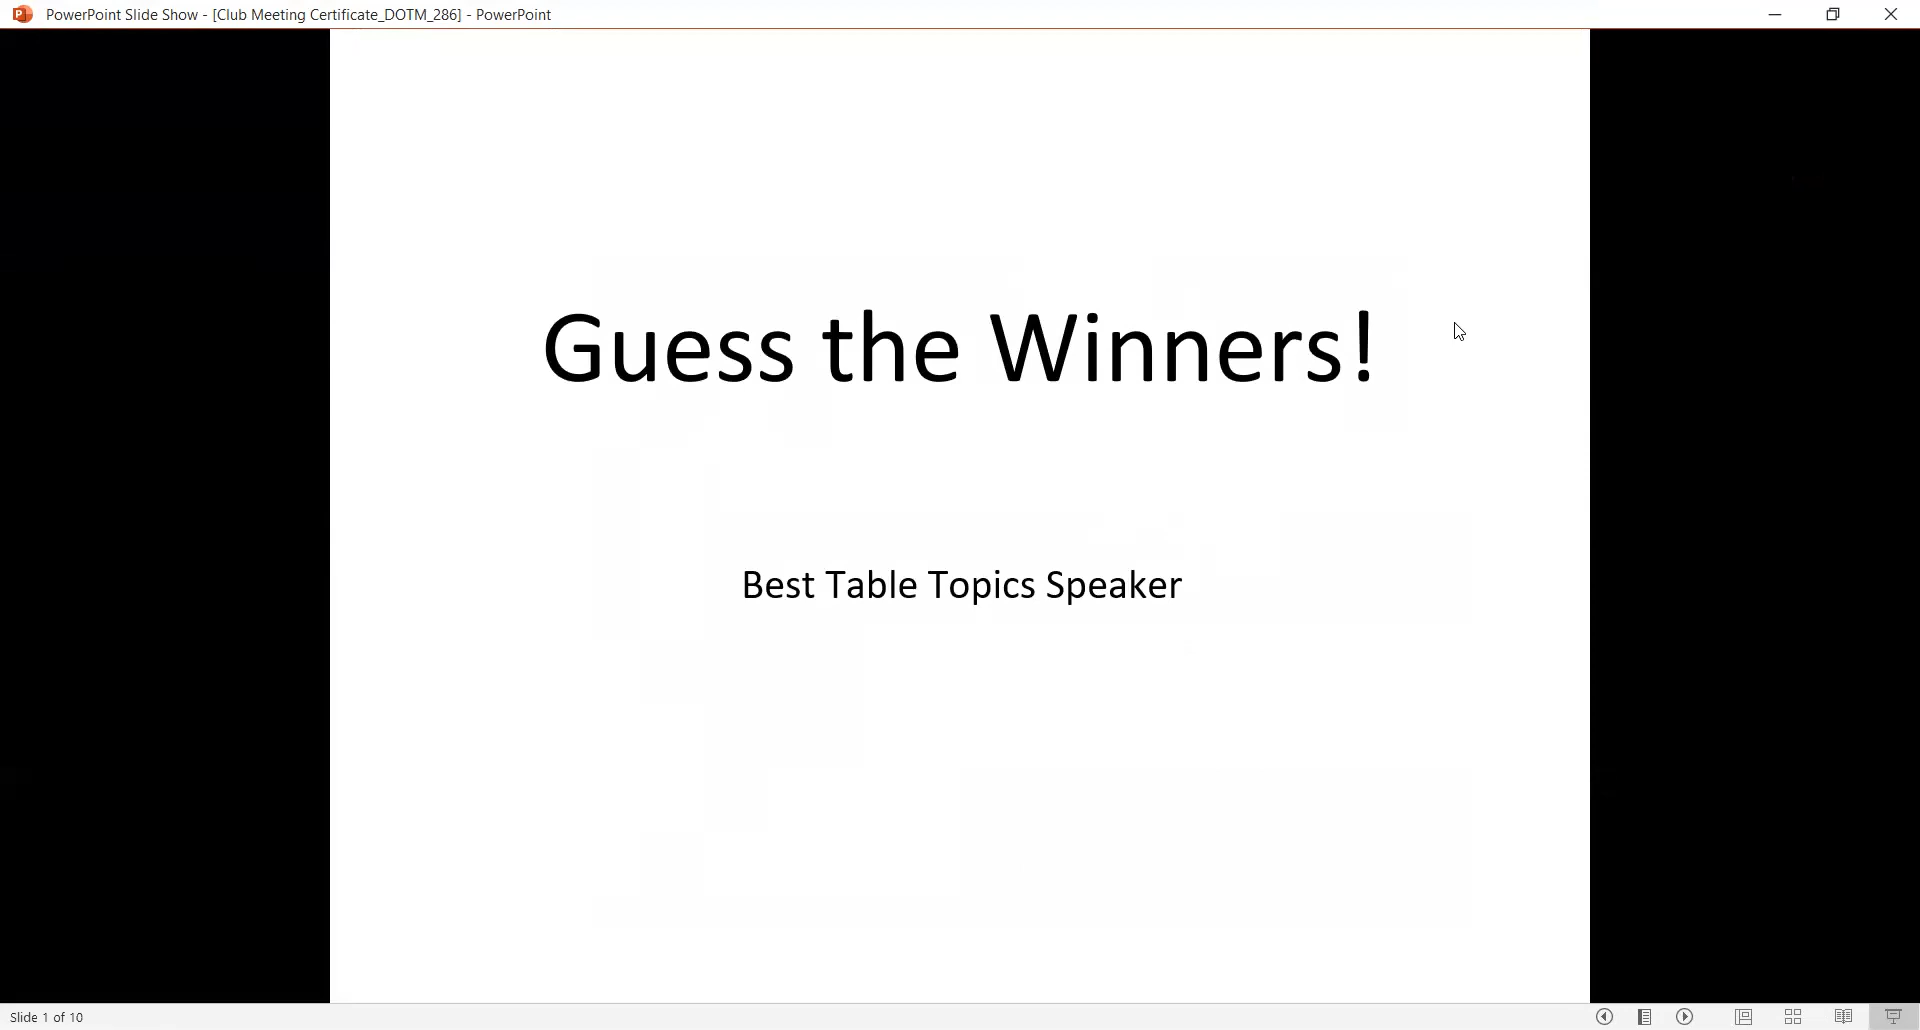 PowerPoint Slide Show - [Club Meeting Certificate_DOTM_286] - PowerPoint
Guess the Winners!
Best Table Topics Speaker
Slide 1 of 10